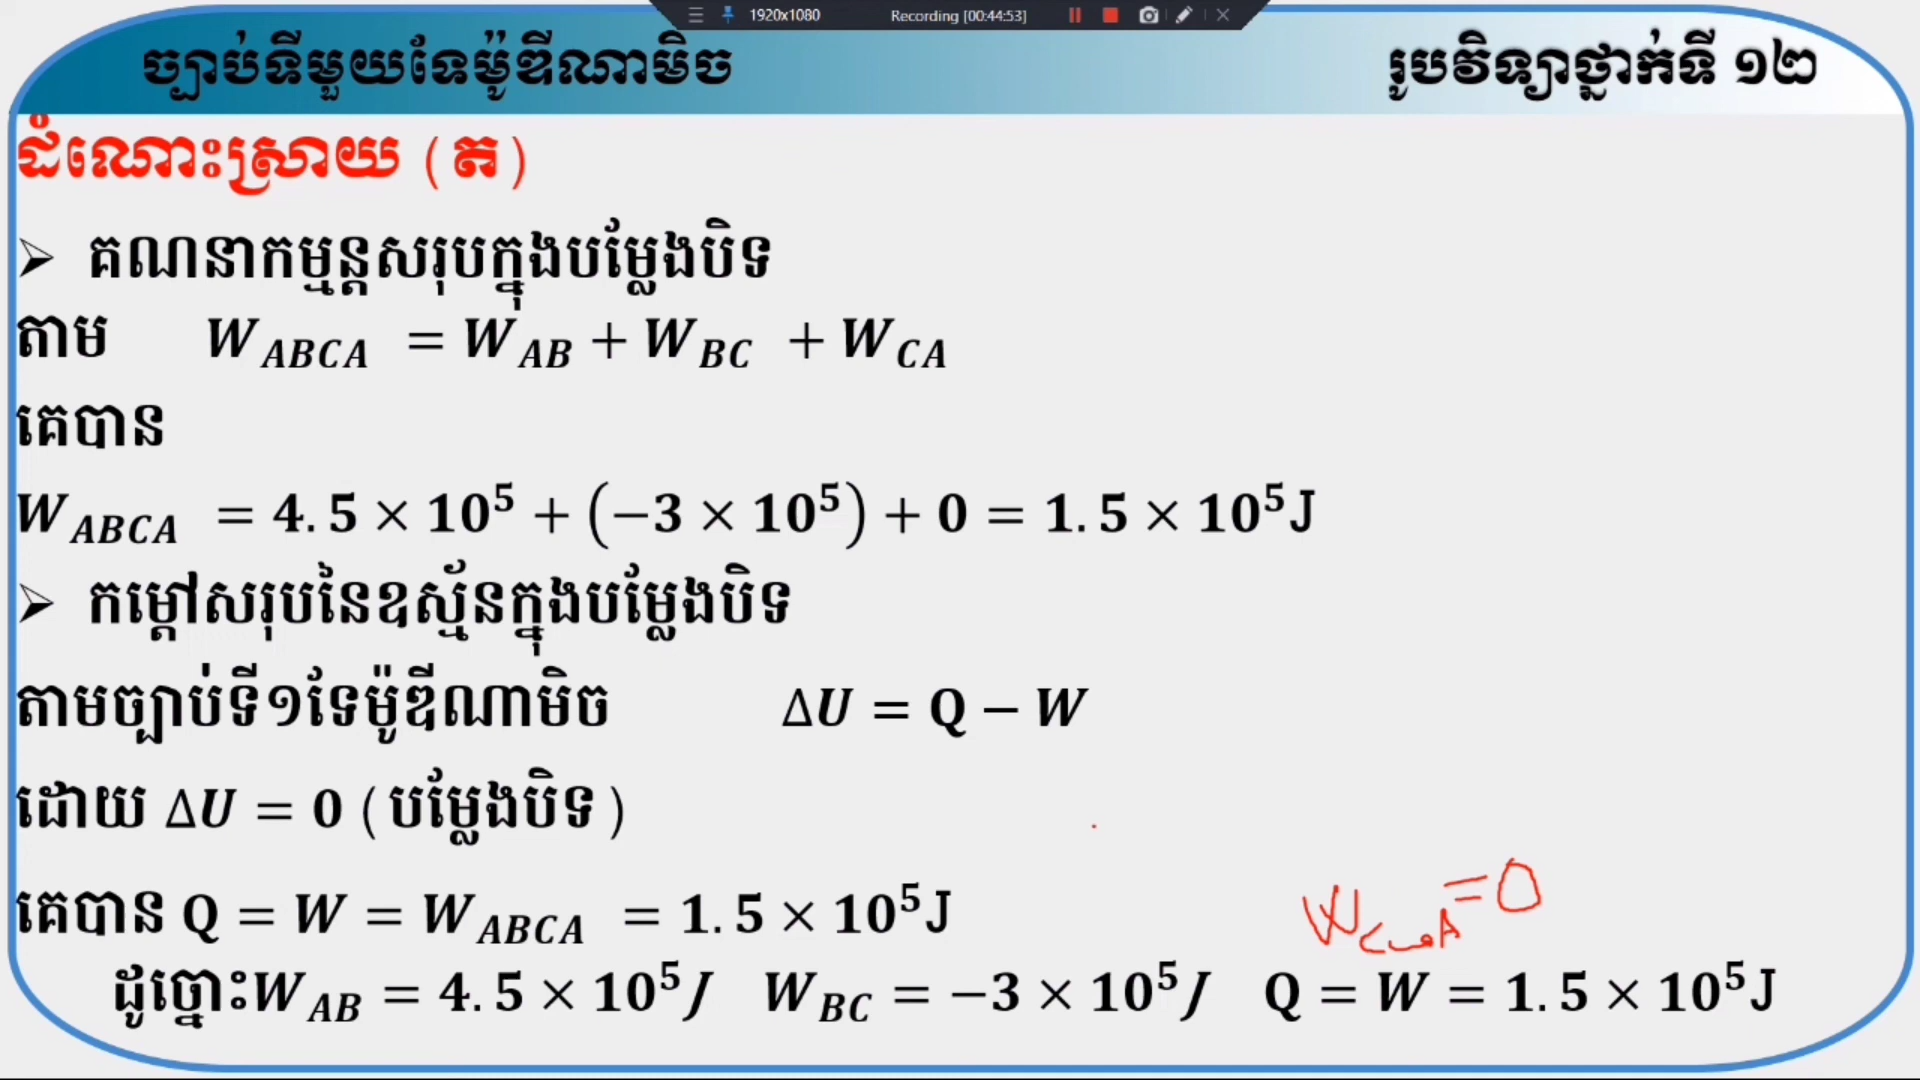 1920x1080 Recording [00:44:53]
ច្បាប់ទីមួយទែម៉ូឌីណាមិច រូបវិទ្យាថ្នាក់ទី ១២
ដំណោះស្រាយ (ត)
➢ គណនាកម្មន្តសរុបក្នុងបម្លែងបិទ
តាម W_ABCA = W_AB + W_BC + W_CA
គេបាន
W_ABCA = 4.5 × 10⁵ + (−3 × 10⁵) + 0 = 1.5 × 10⁵J
➢ កម្ដៅសរុបនៃឧស្ម័នក្នុងបម្លែងបិទ
តាមច្បាប់ទី១ទែម៉ូឌីណាមិច ΔU = Q − W
ដោយ ΔU = 0 (បម្លែងបិទ)
គេបាន Q = W = W_ABCA = 1.5 × 10⁵J
ដូច្នោះ W_AB = 4.5 × 10⁵J W_BC = −3 × 10⁵J Q = W = 1.5 × 10⁵J